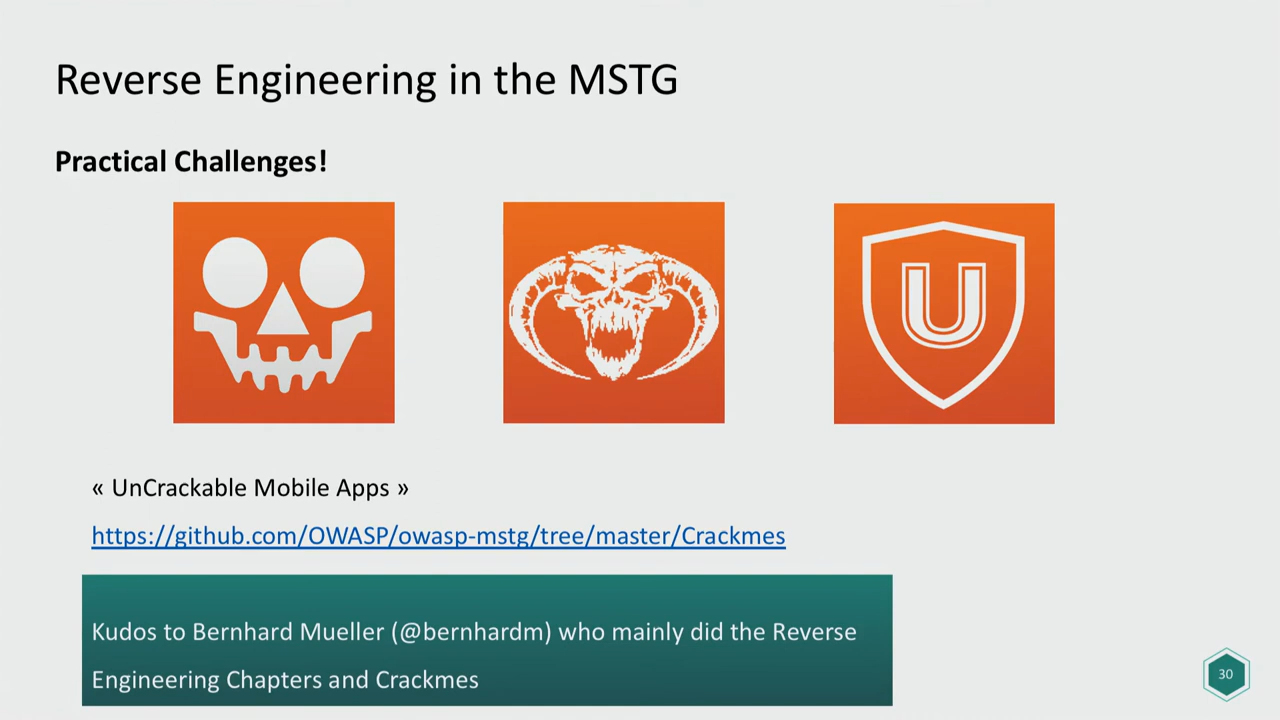 Reverse Engineering in the MSTG
Practical Challenges!
U
« UnCrackable Mobile Apps »
https://github.com/OWASP/owasp-mstg/tree/master/Crackmes
Kudos to Bernhard Mueller (@bernhardm) who mainly did the Reverse
Engineering Chapters and Crackmes
30